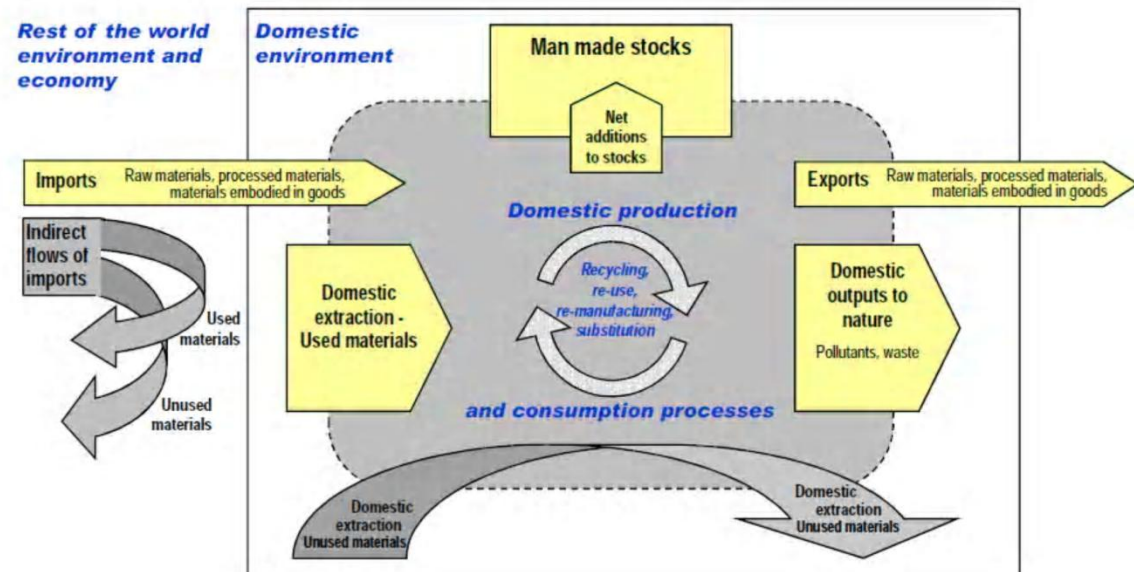 Rest of the world
environment and
economy
Domestic
environment
Man made stocks
Net
additions
to stocks
Imports Raw materials, processed materials,
materials embodied in goods
Exports Raw materials, processed materials,
materials embodied in goods
Indirect
flows of
imports
Used
materials
Unused
materials
Domestic
extraction -
Used materials
Domestic production
Recycling,
re-use,
re-manufacturing,
substitution
and consumption processes
Domestic
outputs to
nature
Pollutants, waste
Domestic
extraction
Unused materials
Domestic
extraction
Unused materials